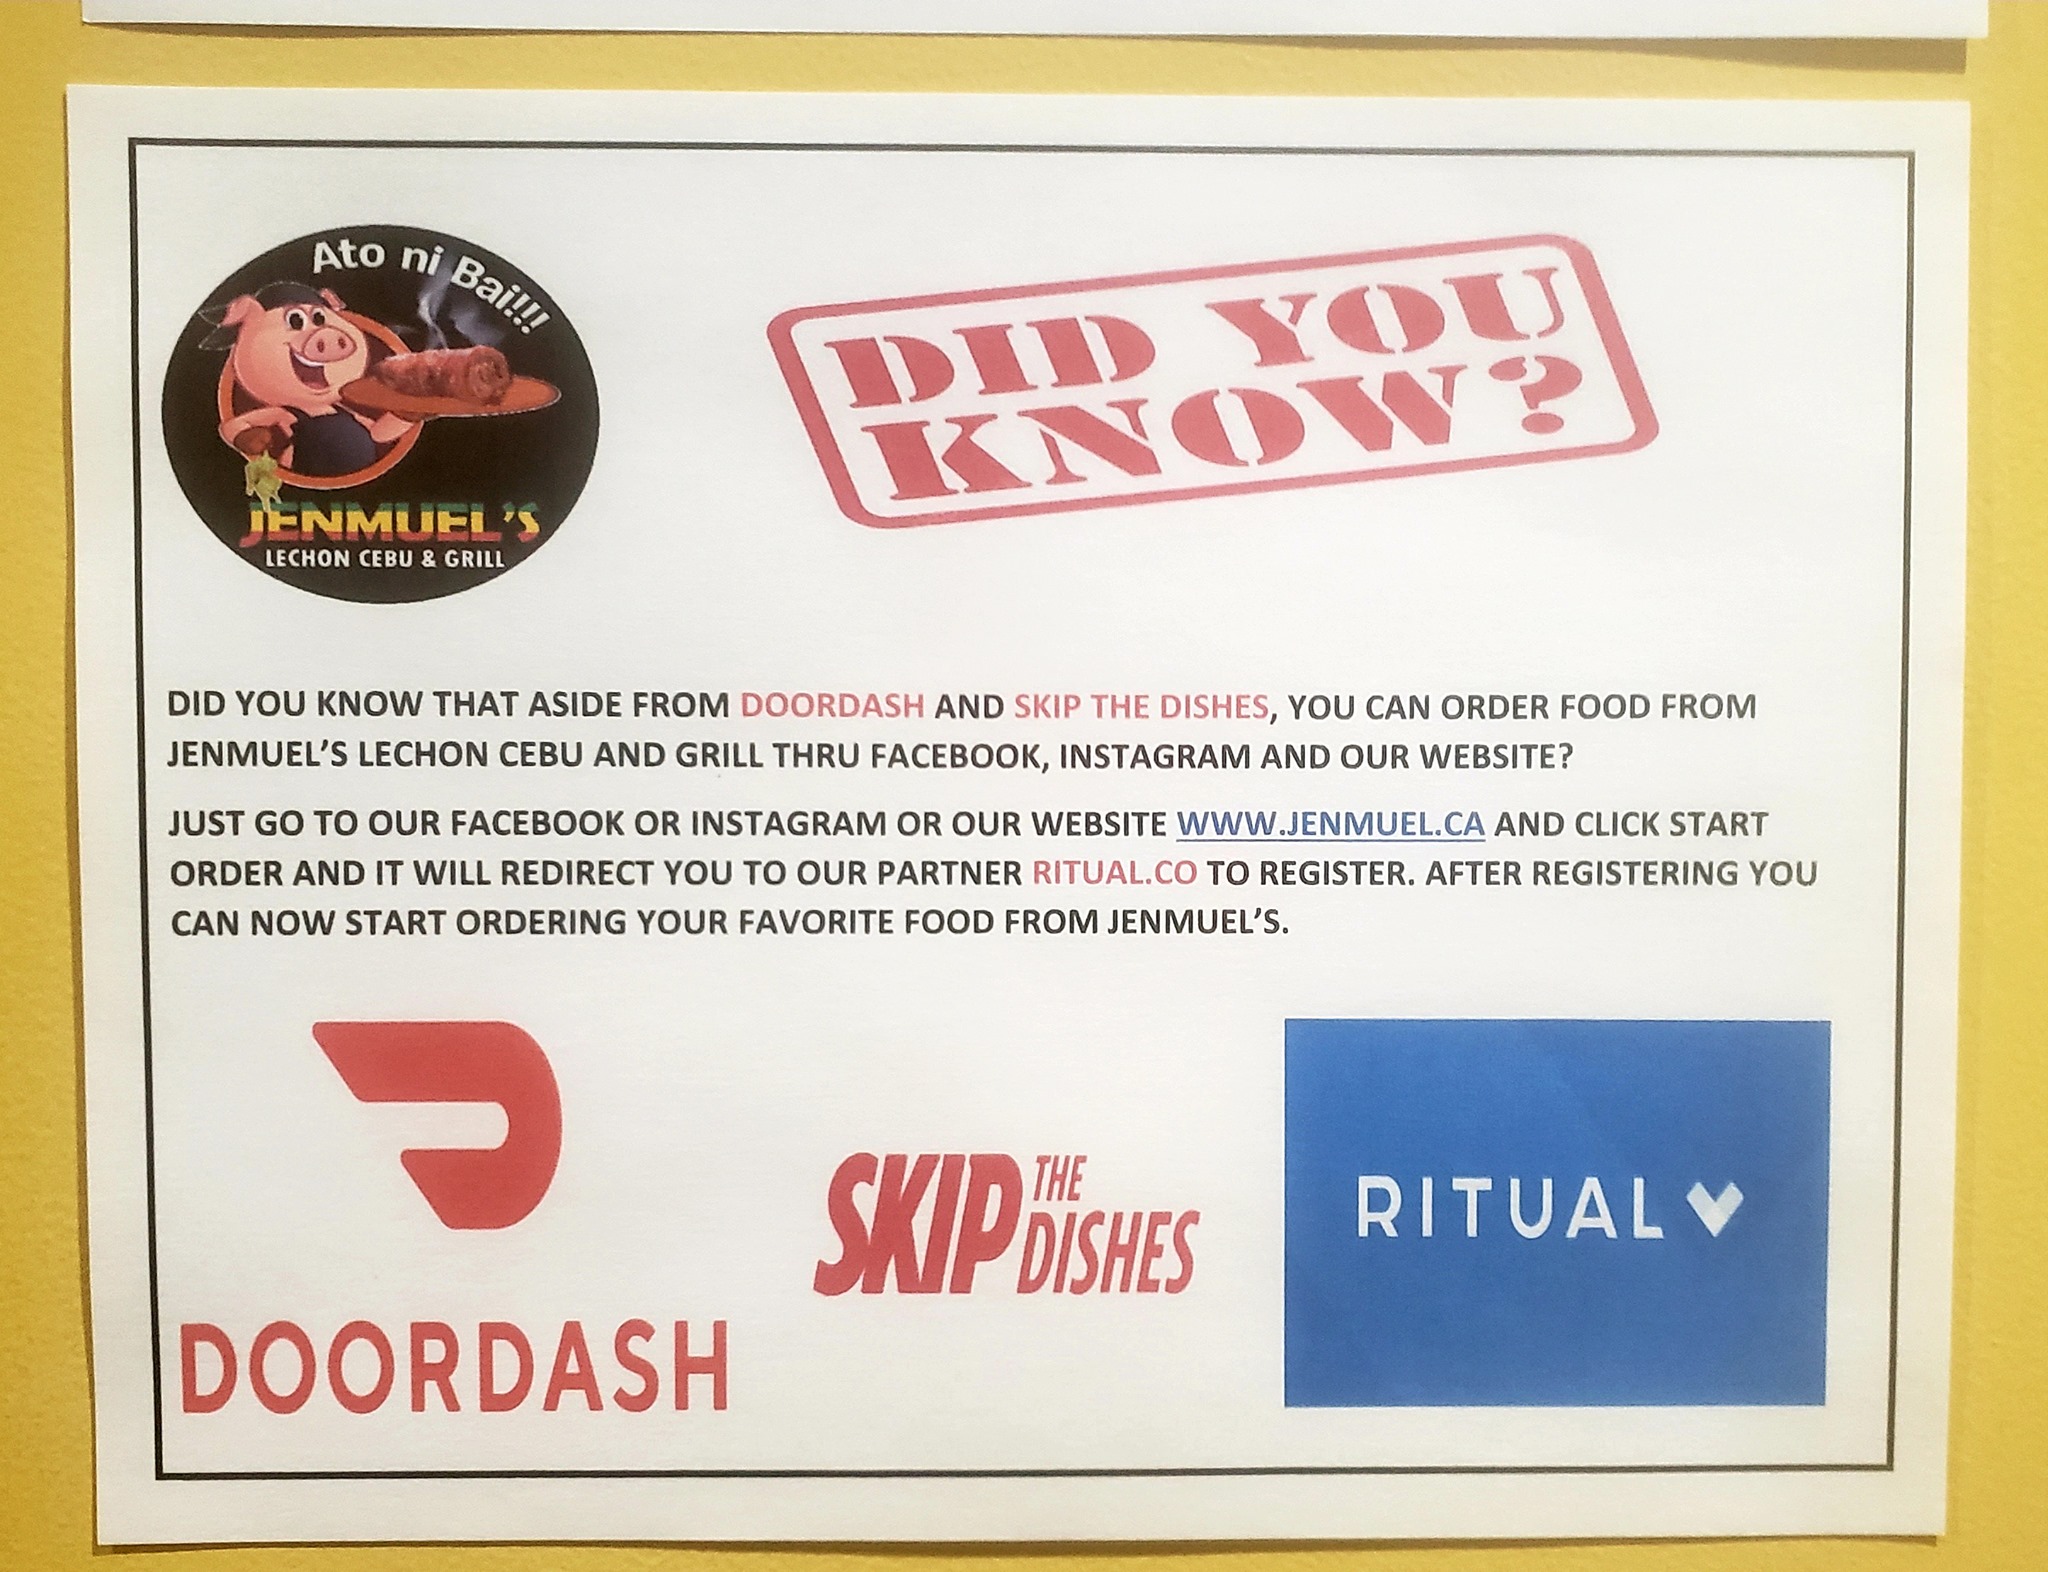 Ato ni Bai!!!
JENMUEL'S
LECHON CEBU & GRILL
DID YOU
KNOW?
DID YOU KNOW THAT ASIDE FROM DOORDASH AND SKIP THE DISHES, YOU CAN ORDER FOOD FROM
JENMUEL'S LECHON CEBU AND GRILL THRU FACEBOOK, INSTAGRAM AND OUR WEBSITE?
JUST GO TO OUR FACEBOOK OR INSTAGRAM OR OUR WEBSITE WWW.JENMUEL.CA AND CLICK START
ORDER AND IT WILL REDIRECT YOU TO OUR PARTNER RITUAL.CO TO REGISTER. AFTER REGISTERING YOU
CAN NOW START ORDERING YOUR FAVORITE FOOD FROM JENMUEL'S.
DOORDASH
SKIP THE
DISHES
RITUAL